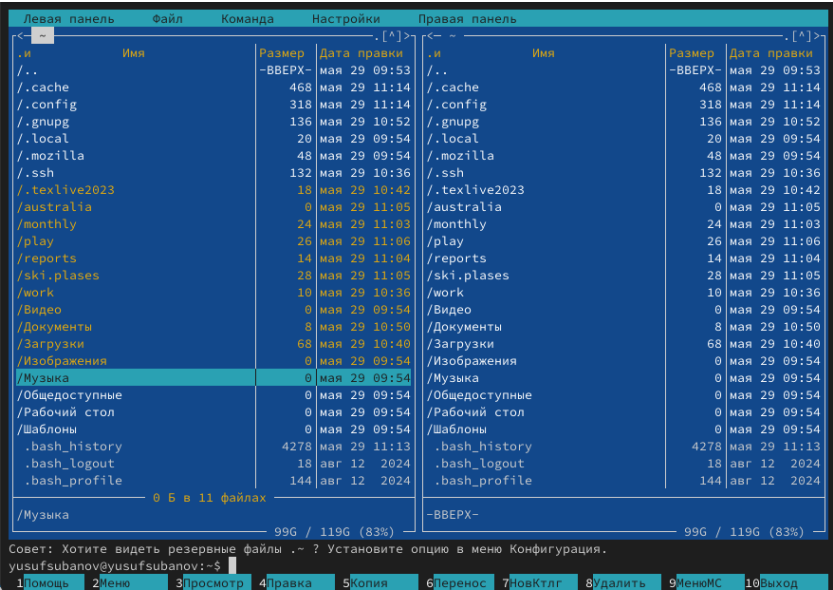 Левая панель Файл Команда Настройки Правая панель
<─ ~ .[^]> <─ ~ .[^]>
.и Имя Размер Дата правки .и Имя Размер Дата правки
/.. -ВВЕРХ- мая 29 09:53 /.. -ВВЕРХ- мая 29 09:53
/.cache 468 мая 29 11:14 /.cache 468 мая 29 11:14
/.config 318 мая 29 11:14 /.config 318 мая 29 11:14
/.gnupg 136 мая 29 10:52 /.gnupg 136 мая 29 10:52
/.local 20 мая 29 09:54 /.local 20 мая 29 09:54
/.mozilla 48 мая 29 09:54 /.mozilla 48 мая 29 09:54
/.ssh 132 мая 29 10:36 /.ssh 132 мая 29 10:36
/.texlive2023 18 мая 29 10:42 /.texlive2023 18 мая 29 10:42
/australia 0 мая 29 11:05 /australia 0 мая 29 11:05
/monthly 24 мая 29 11:03 /monthly 24 мая 29 11:03
/play 26 мая 29 11:06 /play 26 мая 29 11:06
/reports 14 мая 29 11:04 /reports 14 мая 29 11:04
/ski.plases 28 мая 29 11:05 /ski.plases 28 мая 29 11:05
/work 10 мая 29 10:36 /work 10 мая 29 10:36
/Видео 0 мая 29 09:54 /Видео 0 мая 29 09:54
/Документы 8 мая 29 10:50 /Документы 8 мая 29 10:50
/Загрузки 68 мая 29 10:40 /Загрузки 68 мая 29 10:40
/Изображения 0 мая 29 09:54 /Изображения 0 мая 29 09:54
/Музыка 0 мая 29 09:54 /Музыка 0 мая 29 09:54
/Общедоступные 0 мая 29 09:54 /Общедоступные 0 мая 29 09:54
/Рабочий стол 0 мая 29 09:54 /Рабочий стол 0 мая 29 09:54
/Шаблоны 0 мая 29 09:54 /Шаблоны 0 мая 29 09:54
.bash_history 4278 мая 29 11:13 .bash_history 4278 мая 29 11:13
.bash_logout 18 авг 12 2024 .bash_logout 18 авг 12 2024
.bash_profile 144 авг 12 2024 .bash_profile 144 авг 12 2024
0 Б в 11 файлах
/Музыка -ВВЕРХ-
99G / 119G (83%) 99G / 119G (83%)
Совет: Хотите видеть резервные файлы .~ ? Установите опцию в меню Конфигурация.
yusufsubanov@yusufsubanov:~$
1Помощь 2Меню 3Просмотр 4Правка 5Копия 6Перенос 7НовКтлг 8Удалить 9МенюМС 10Выход